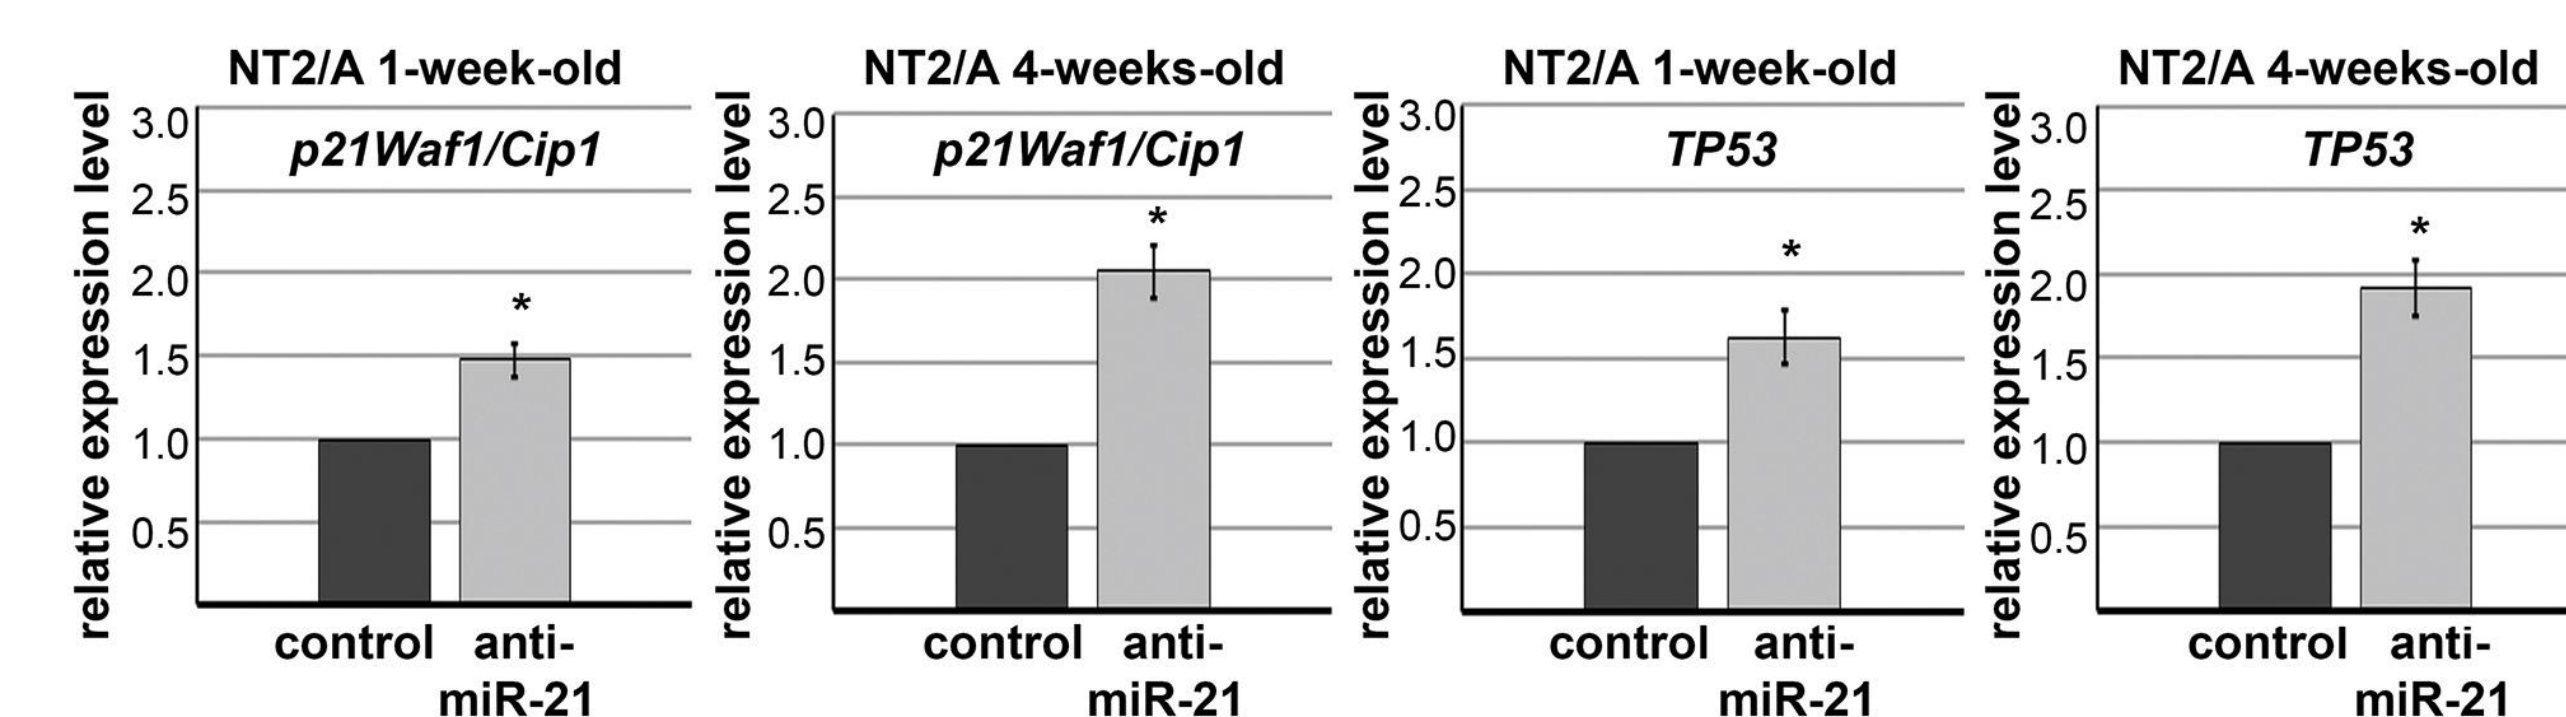 NT2/A 1-week-old
relative expression level
3.0
2.5
2.0
1.5
1.0
0.5
p21Waf1/Cip1
*
control anti-
miR-21
NT2/A 4-weeks-old
relative expression level
3.0
2.5
2.0
1.5
1.0
0.5
p21Waf1/Cip1
*
control anti-
miR-21
NT2/A 1-week-old
relative expression level
3.0
2.5
2.0
1.5
1.0
0.5
TP53
*
control anti-
miR-21
NT2/A 4-weeks-old
relative expression level
3.0
2.5
2.0
1.5
1.0
0.5
TP53
*
control anti-
miR-21